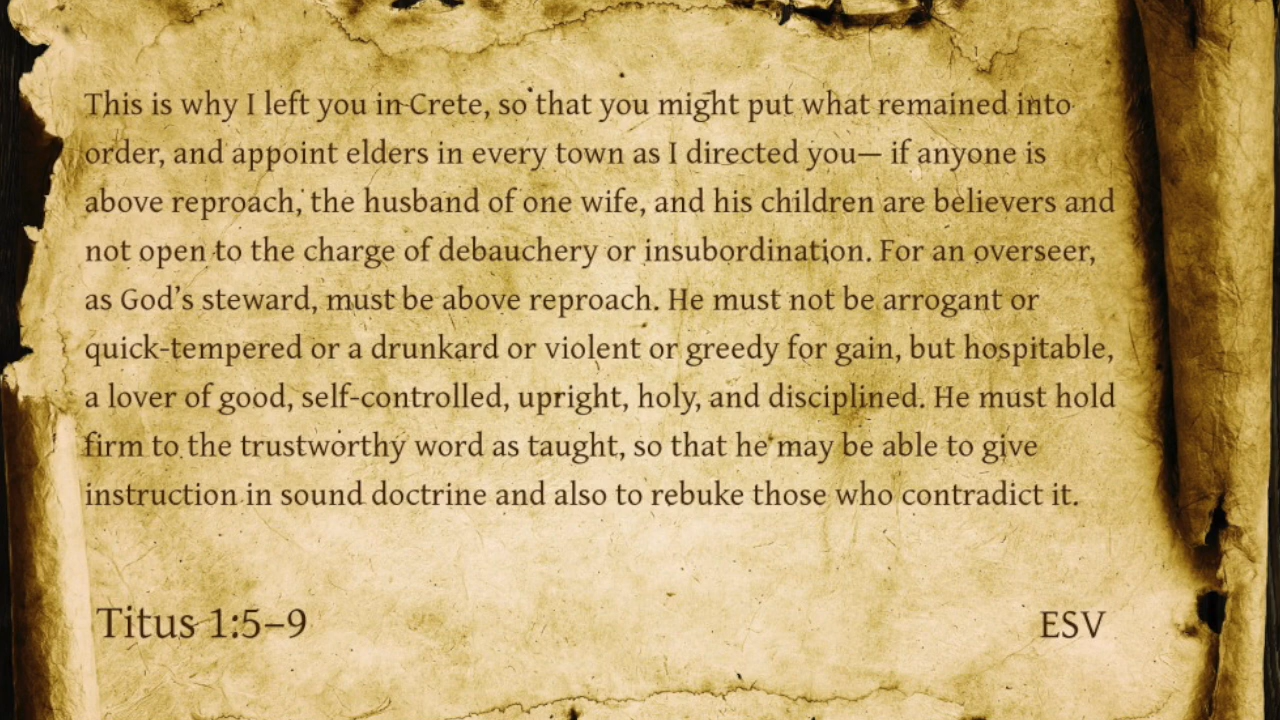 This is why I left you in Crete, so that you might put what remained into
order, and appoint elders in every town as I directed you— if anyone is
above reproach, the husband of one wife, and his children are believers and
not open to the charge of debauchery or insubordination. For an overseer,
as God’s steward, must be above reproach. He must not be arrogant or
quick-tempered or a drunkard or violent or greedy for gain, but hospitable,
a lover of good, self-controlled, upright, holy, and disciplined. He must hold
firm to the trustworthy word as taught, so that he may be able to give
instruction in sound doctrine and also to rebuke those who contradict it.
Titus 1:5–9
ESV